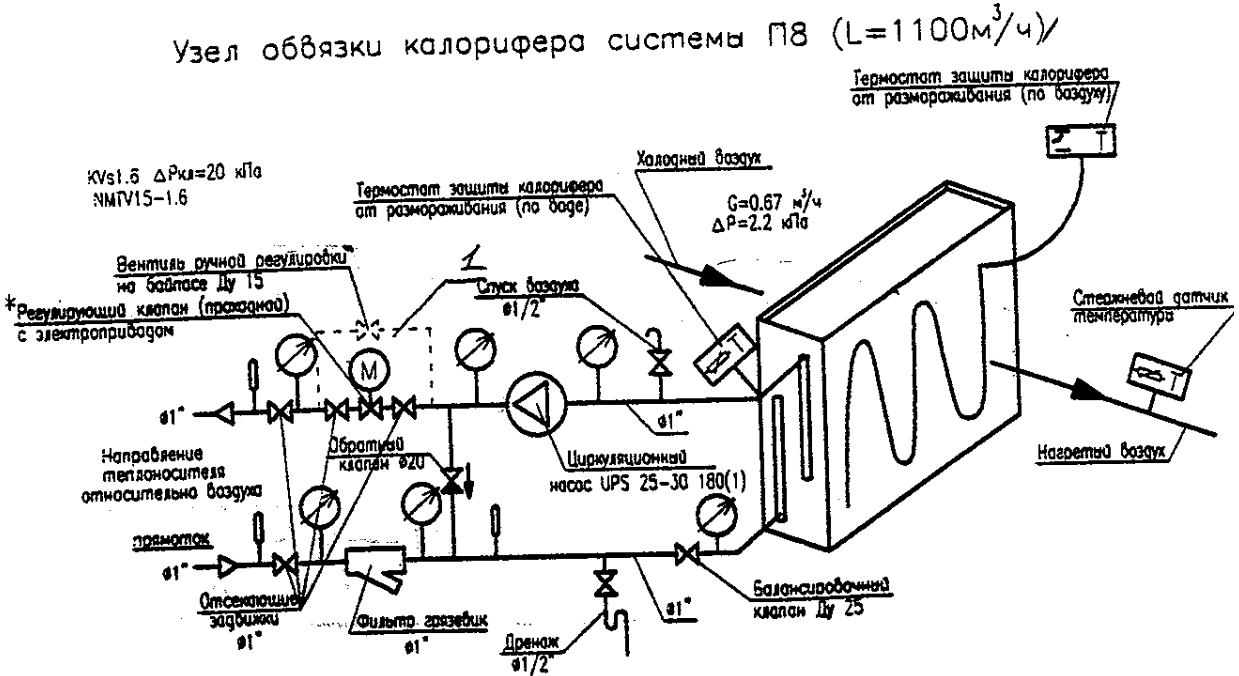 Узел обвязки калорифера системы П8 (L=1100м³/ч)/
Термостат защиты калорифера
от размораживания (по воздуху)
T
Халодный воздух
KVs1.6 ΔPкл=20 кПа
NMTV15-1.6
Термостат защиты калорифера
от размораживания (по воде)
G=0.67 м³/ч
ΔP=2.2 кПа
Вентиль ручной регулировки
на байпасе Ду 15
1
Спуск воздуха
ø1/2"
*Регулирующий клапан (проходной)
с электроприводом
Стержневой датчик
температура
T
T
M
ø1"
ø1"
Направление
теплоносителя
относительно воздуха
Обратный
клапан ø20
Циркуляционный
насос UPS 25-30 180(1)
Нагретый воздух
прямоток
ø1"
Отсекающие
задвижки
ø1"
Фильтр грязевик
ø1"
ø1"
Балансировочный
клапан Ду 25
Дренаж
ø1/2"